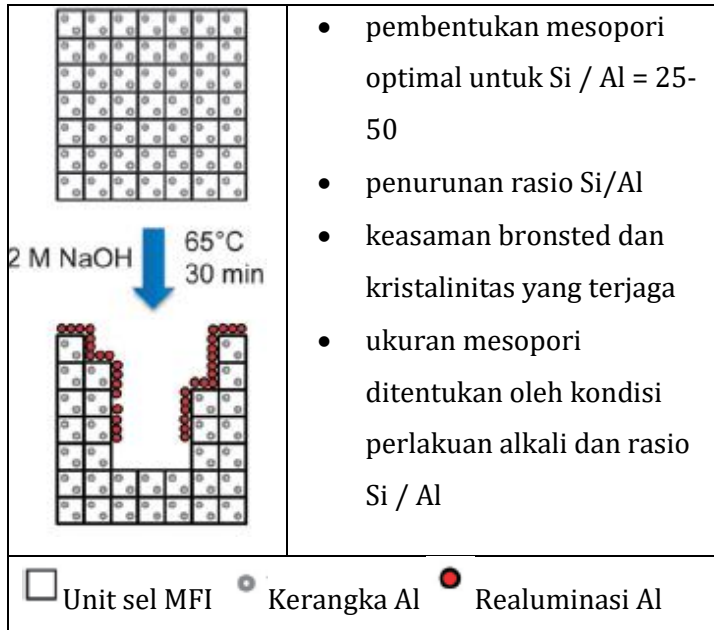 2 M NaOH
65°C
30 min
• pembentukan mesopori
optimal untuk Si / Al = 25-
50
• penurunan rasio Si/Al
• keasaman bronsted dan
kristalinitas yang terjaga
• ukuran mesopori
ditentukan oleh kondisi
perlakuan alkali dan rasio
Si / Al
Unit sel MFI Kerangka Al Realuminasi Al